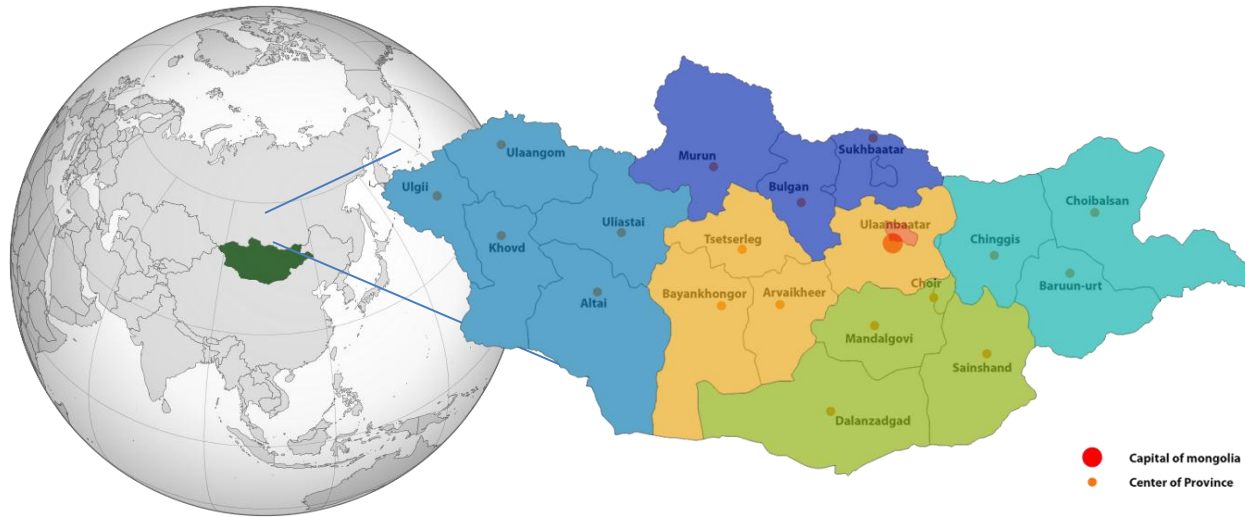 Ulaangom
Ulgii
Khovd
Uliastai
Altai
Murun
Bulgan
Sukhbaatar
Tsetserleg
Bayankhongor
Arvaikheer
Ulaanbaatar
Choir
Mandalgovi
Dalanzadgad
Sainshand
Chinggis
Choibalsan
Baruun-urt
Capital of mongolia
Center of Province